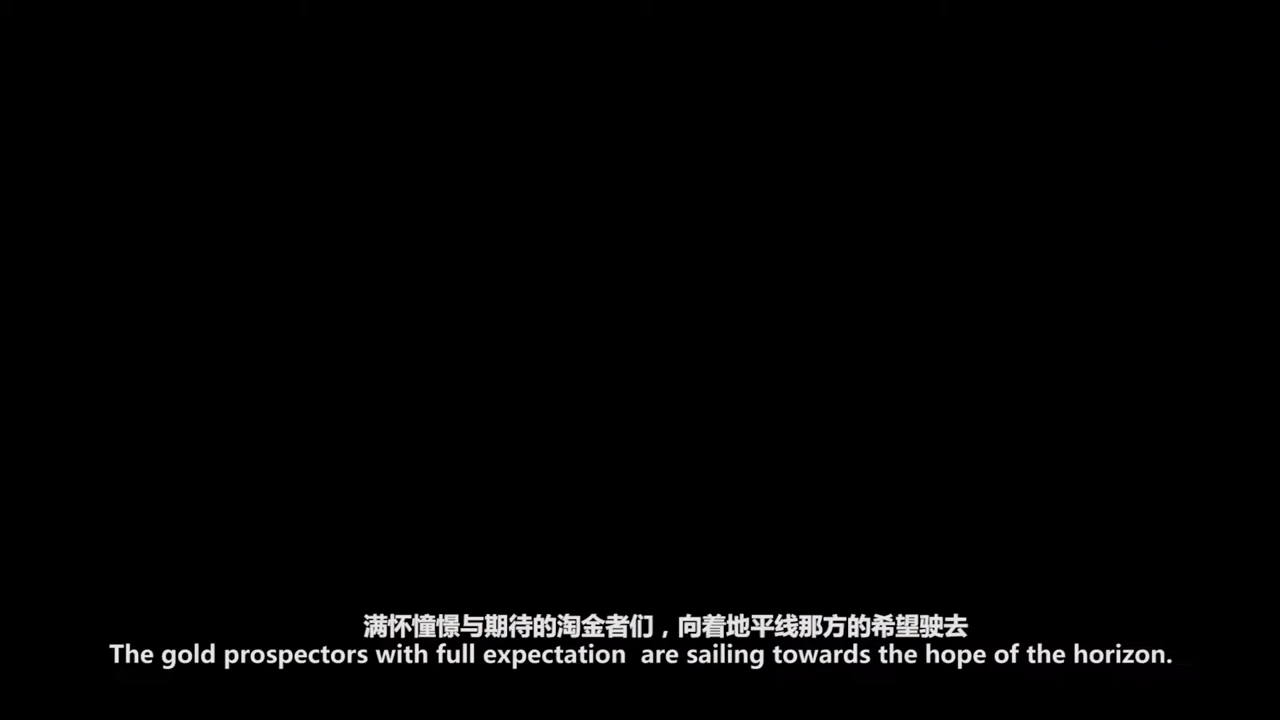 满怀憧憬与期待的淘金者们，向着地平线那方的希望驶去
The gold prospectors with full expectation  are sailing towards the hope of the horizon.